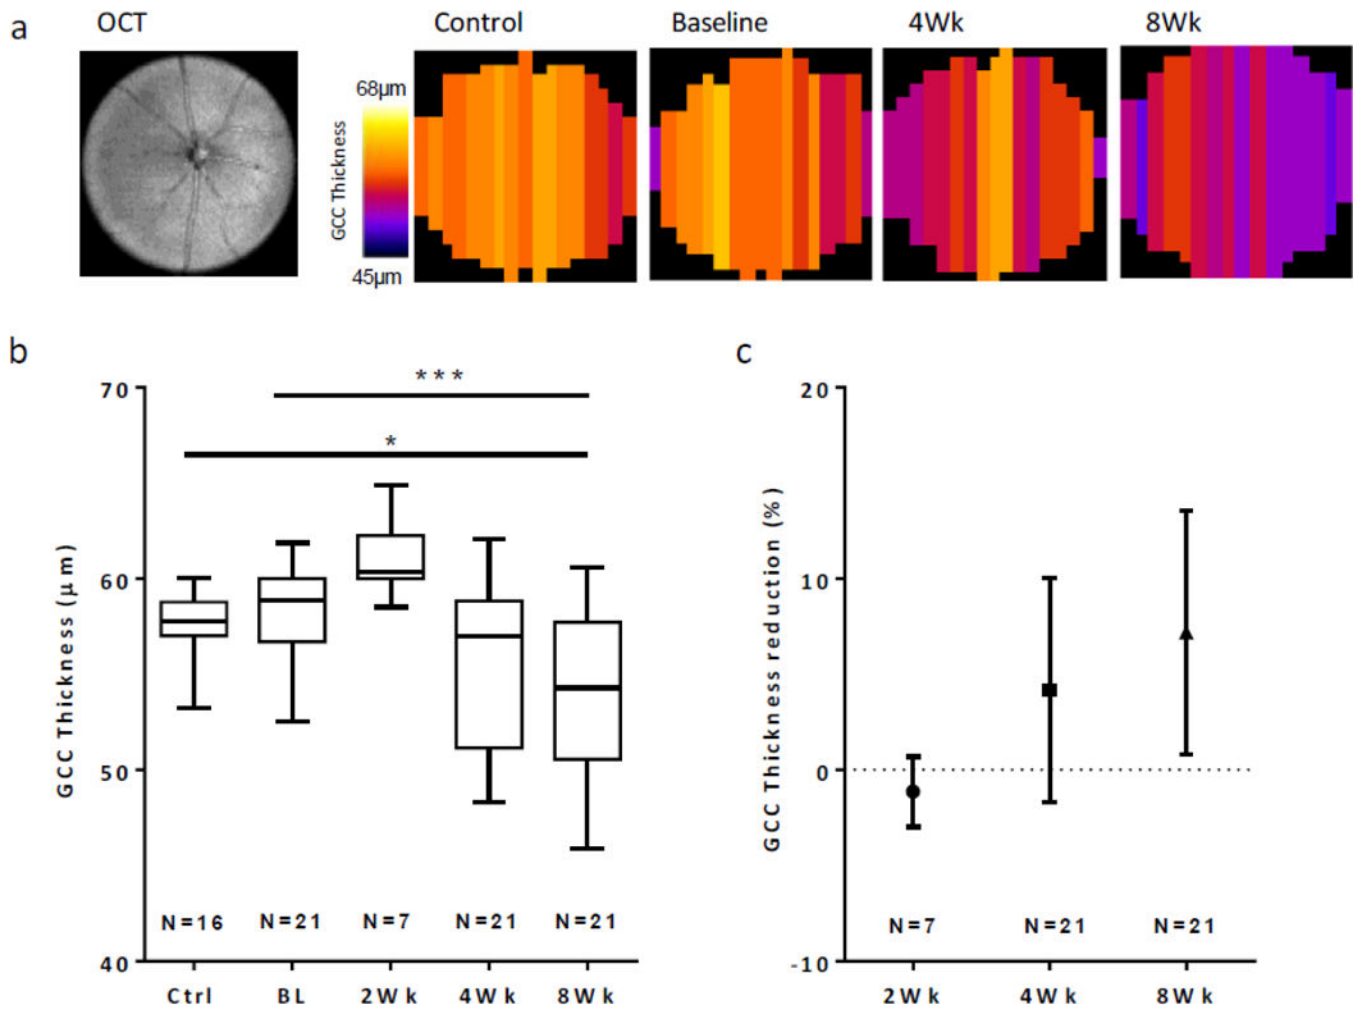 a
OCT
Control
Baseline
4Wk
8Wk
68µm
GCC Thickness
45µm
b
***
*
70
60
50
40
GCC Thickness (µm)
N=16
N=21
N=7
N=21
N=21
Ctrl
BL
2Wk
4Wk
8Wk
c
20
10
0
-10
GCC Thickness reduction (%)
N=7
N=21
N=21
2Wk
4Wk
8Wk